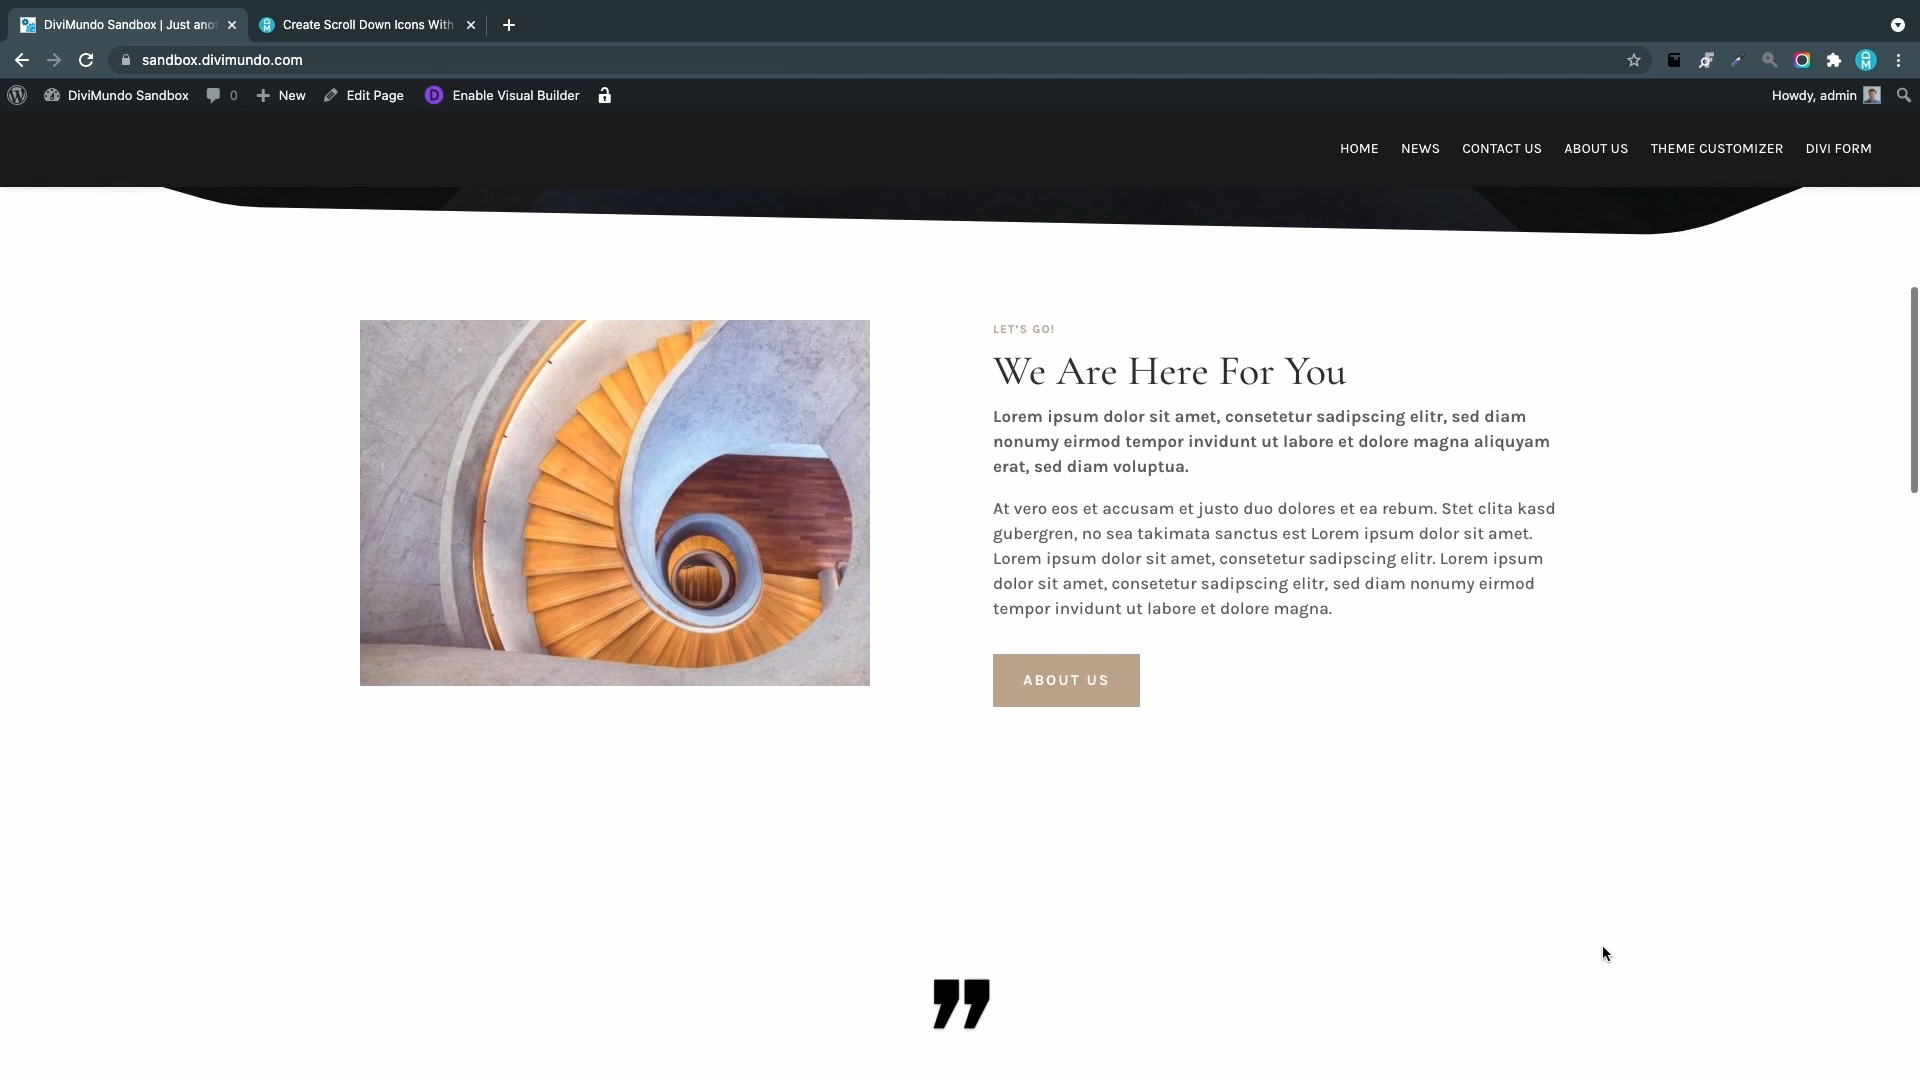 DiviMundo Sandbox | Just anot
Create Scroll Down Icons With
sandbox.divimundo.com
DiviMundo Sandbox 0 New Edit Page Enable Visual Builder Howdy, admin
HOME NEWS CONTACT US ABOUT US THEME CUSTOMIZER DIVI FORM
LET'S GO!
We Are Here For You
Lorem ipsum dolor sit amet, consetetur sadipscing elitr, sed diam
nonumy eirmod tempor invidunt ut labore et dolore magna aliquyam
erat, sed diam voluptua.
At vero eos et accusam et justo duo dolores et ea rebum. Stet clita kasd
gubergren, no sea takimata sanctus est Lorem ipsum dolor sit amet.
Lorem ipsum dolor sit amet, consetetur sadipscing elitr. Lorem ipsum
dolor sit amet, consetetur sadipscing elitr, sed diam nonumy eirmod
tempor invidunt ut labore et dolore magna.
ABOUT US